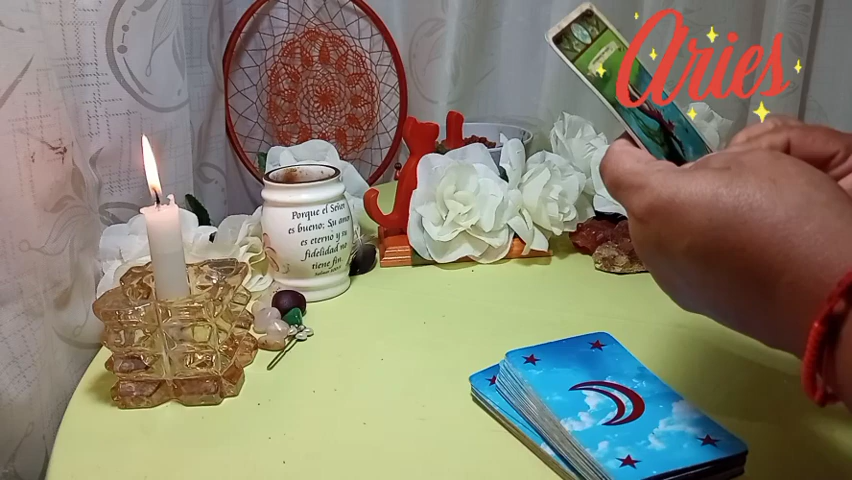 Aries
Porque el Señor
es bueno; Su amor
es eterno y su
fidelidad no
tiene fin.